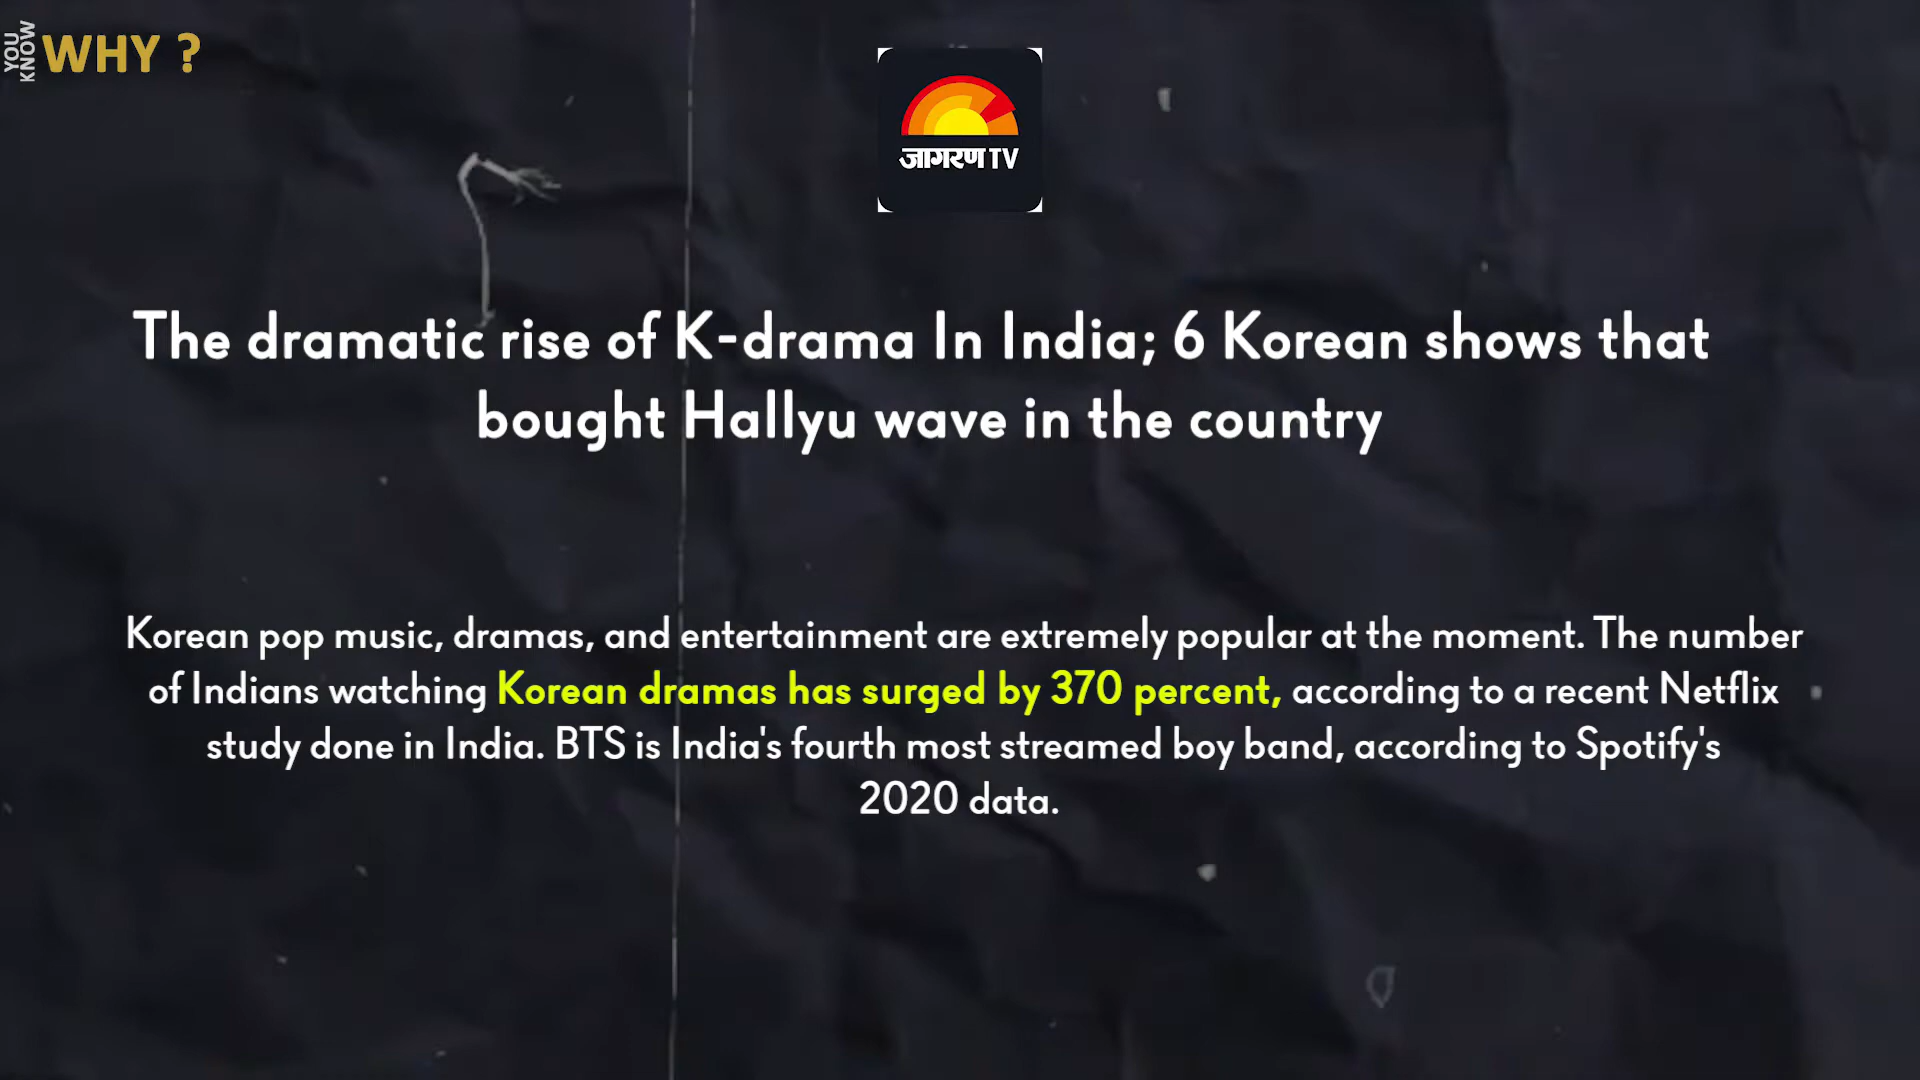 YOU
KNOW
WHY ?
जागरण TV
The dramatic rise of K-drama In India; 6 Korean shows that
bought Hallyu wave in the country
Korean pop music, dramas, and entertainment are extremely popular at the moment. The number
of Indians watching Korean dramas has surged by 370 percent, according to a recent Netflix
study done in India. BTS is India's fourth most streamed boy band, according to Spotify's
2020 data.